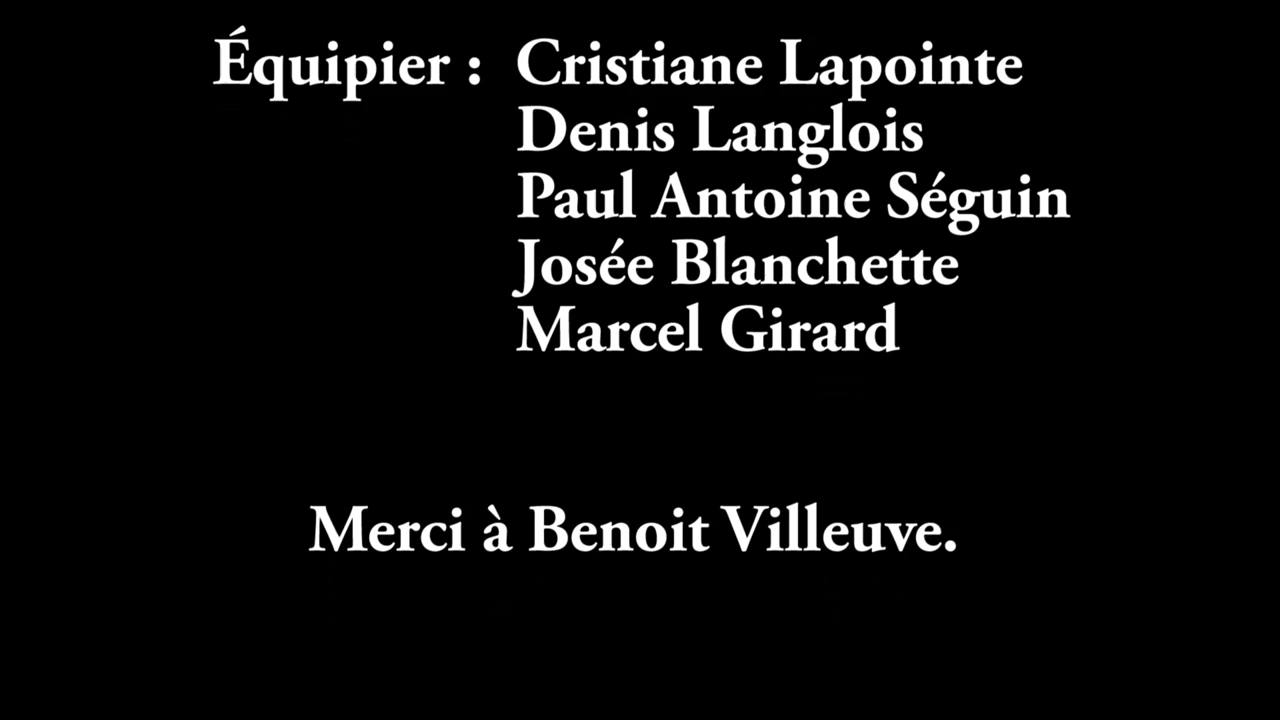 Équipier : Cristiane Lapointe
Denis Langlois
Paul Antoine Séguin
Josée Blanchette
Marcel Girard
Merci à Benoit Villeuve.